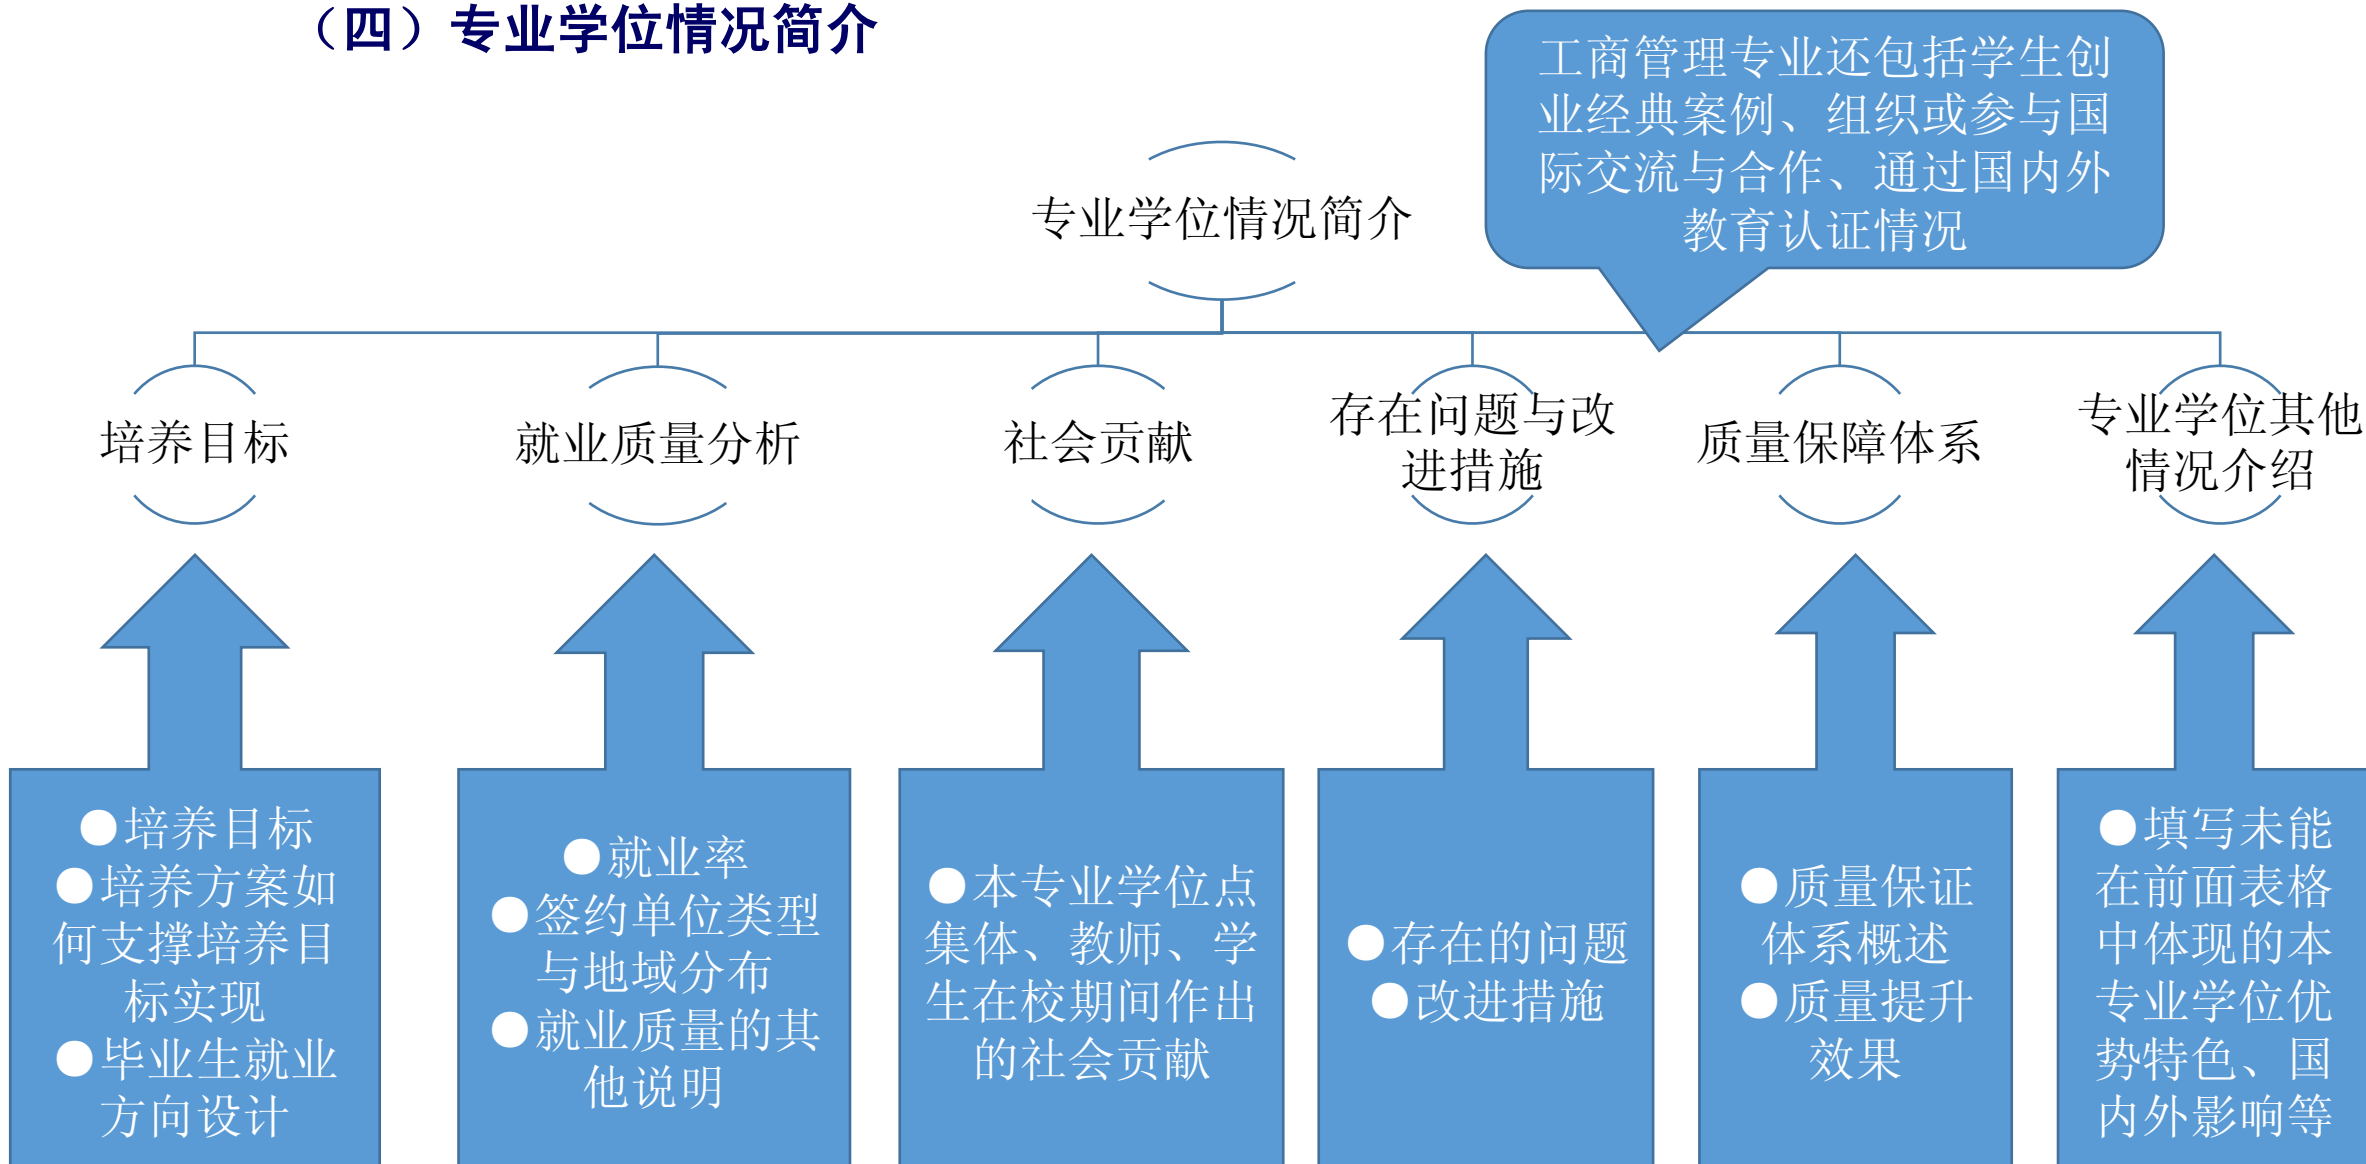 （四）专业学位情况简介
工商管理专业还包括学生创
业经典案例、组织或参与国
际交流与合作、通过国内外
教育认证情况
专业学位情况简介
培养目标
就业质量分析
社会贡献
存在问题与改
进措施
质量保障体系
专业学位其他
情况介绍
●培养目标
●培养方案如
何支撑培养目
标实现
●毕业生就业
方向设计
●就业率
●签约单位类型
与地域分布
●就业质量的其
他说明
●本专业学位点
集体、教师、学
生在校期间作出
的社会贡献
●存在的问题
●改进措施
●质量保证
体系概述
●质量提升
效果
●填写未能
在前面表格
中体现的本
专业学位优
势特色、国
内外影响等